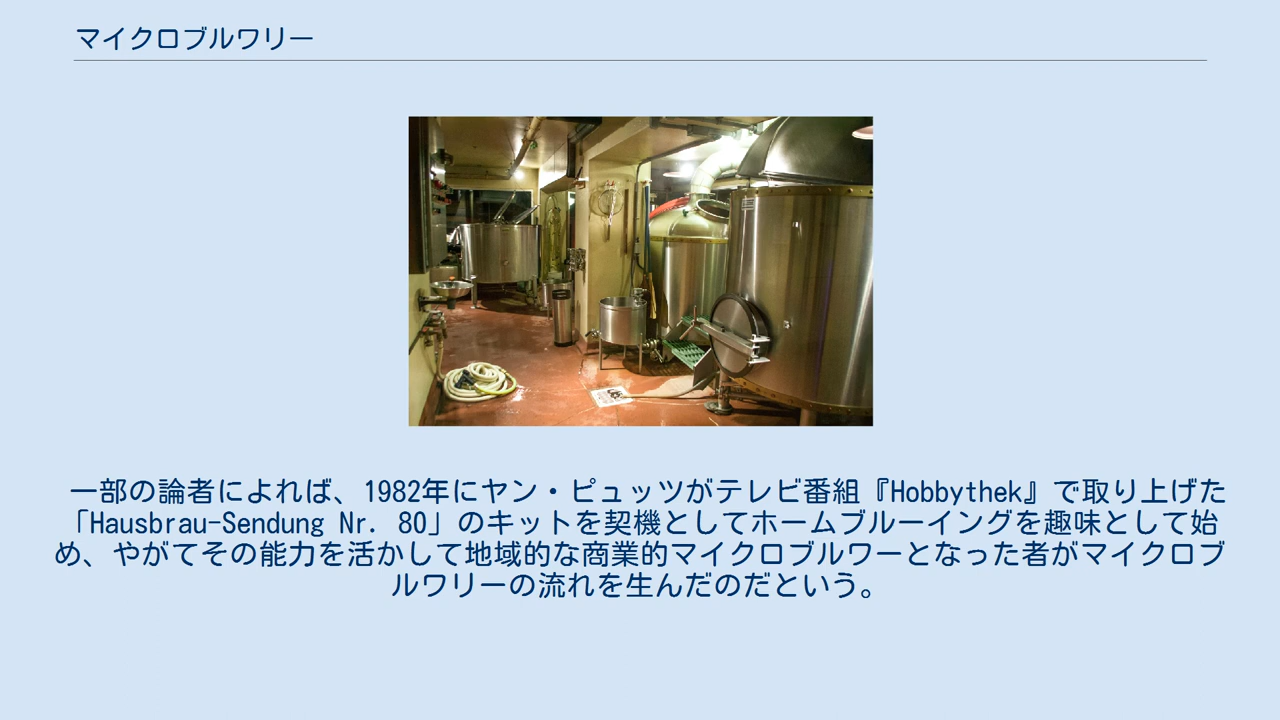 マイクロブルワリー
一部の論者によれば、1982年にヤン・ピュッツがテレビ番組『Hobbythek』で取り上げた
「Hausbrau-Sendung Nr. 80」のキットを契機としてホームブルーイングを趣味として始
め、やがてその能力を活かして地域的な商業的マイクロブルワーとなった者がマイクロブ
ルワリーの流れを生んだのだという。